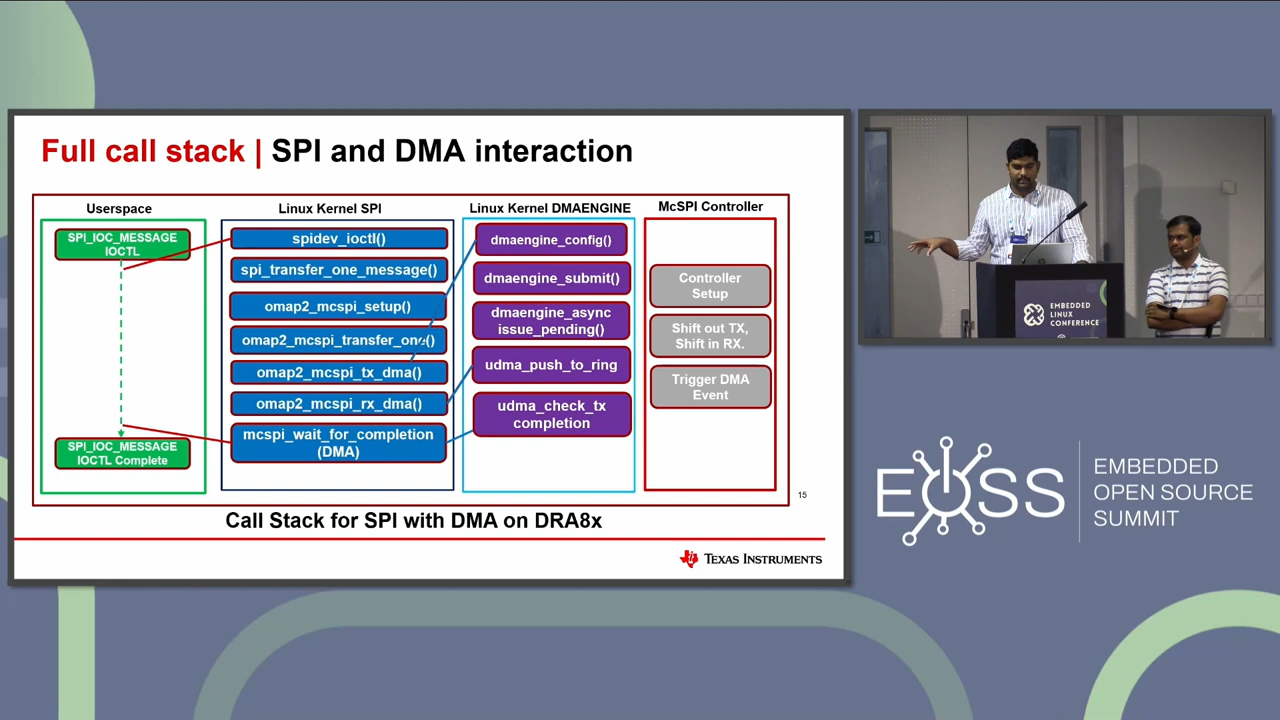 Full call stack | SPI and DMA interaction
Userspace
SPI_IOC_MESSAGE
IOCTL
SPI_IOC_MESSAGE
IOCTL Complete
Linux Kernel SPI
spidev_ioctl()
spi_transfer_one_message()
omap2_mcspi_setup()
omap2_mcspi_transfer_one()
omap2_mcspi_tx_dma()
omap2_mcspi_rx_dma()
mcspi_wait_for_completion
(DMA)
Linux Kernel DMAENGINE
dmaengine_config()
dmaengine_submit()
dmaengine_async
issue_pending()
udma_push_to_ring
udma_check_tx
completion
McSPI Controller
Controller
Setup
Shift out TX,
Shift in RX.
Trigger DMA
Event
15
Call Stack for SPI with DMA on DRA8x
TEXAS INSTRUMENTS
EMBEDDED
LINUX
CONFERENCE
EOSS
EMBEDDED
OPEN SOURCE
SUMMIT